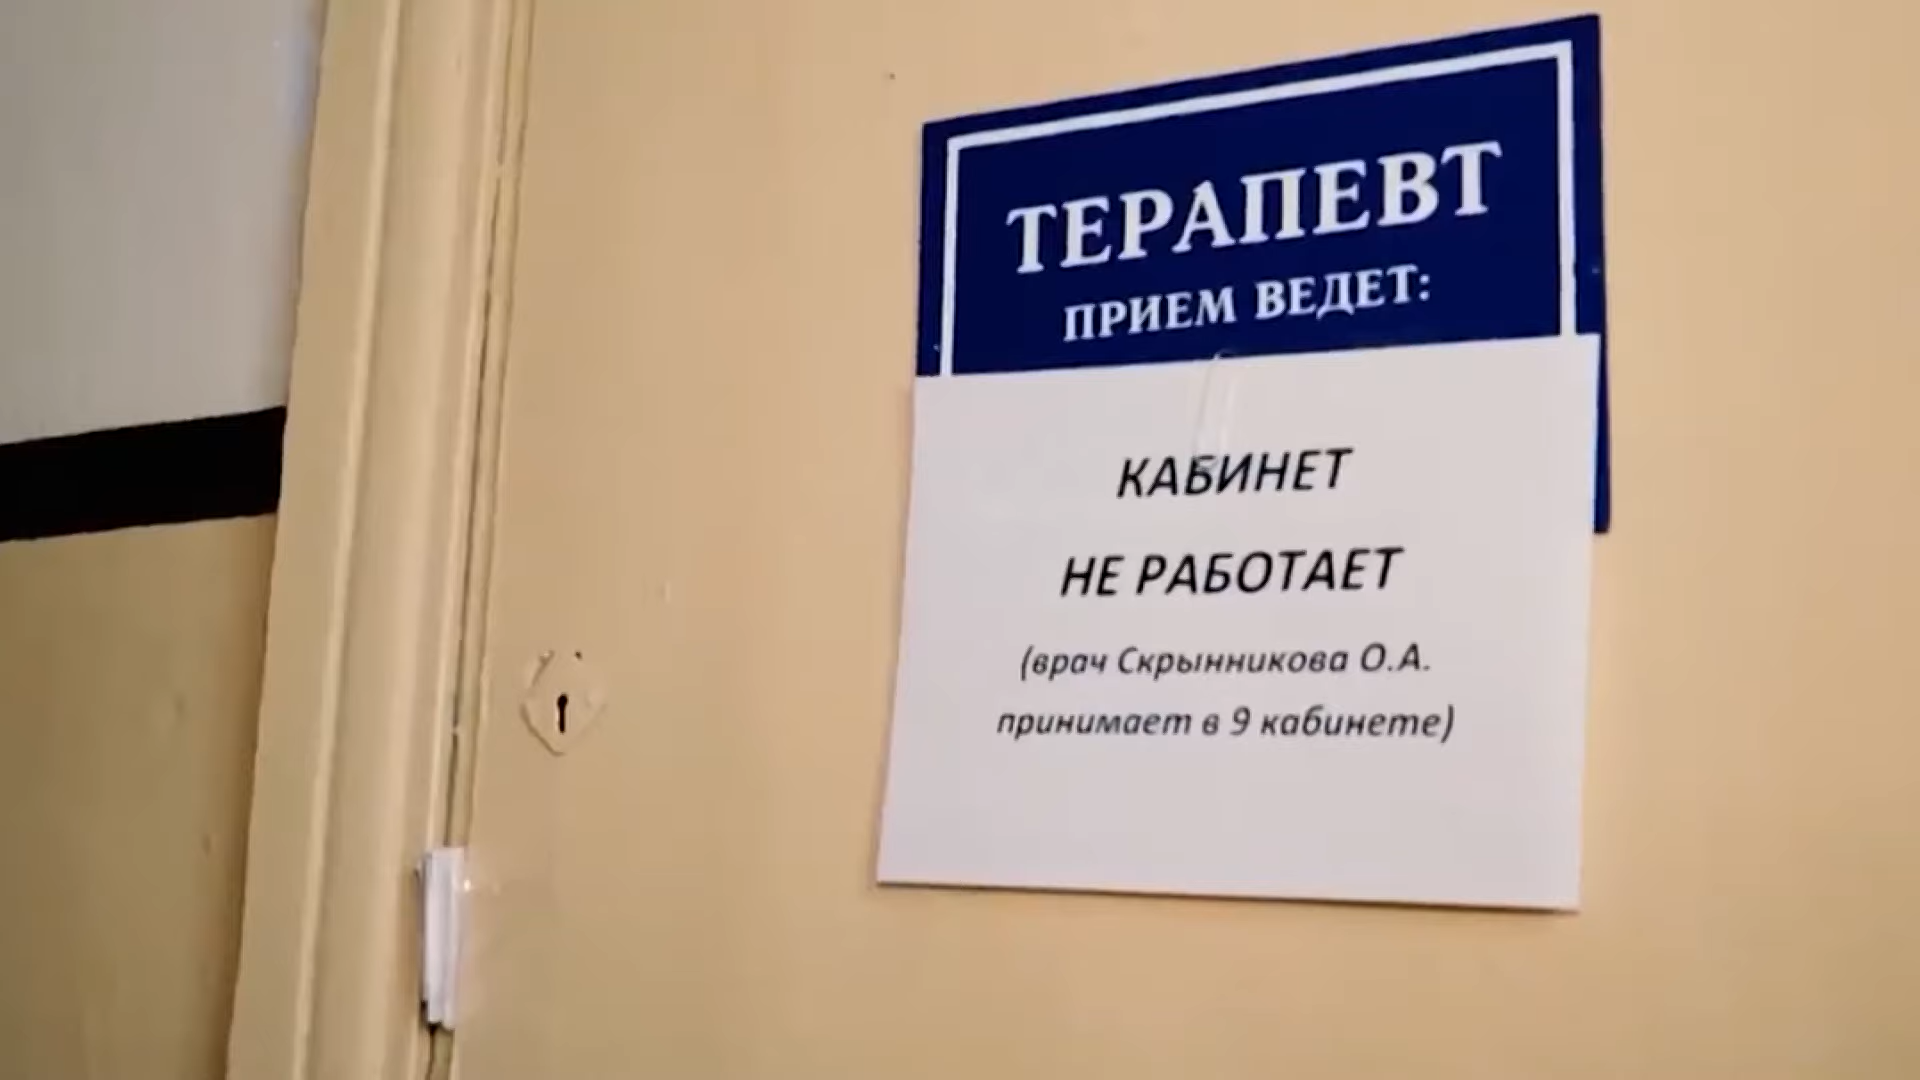 ТЕРАПЕВТ
ПРИЕМ ВЕДЕТ:
КАБИНЕТ
НЕ РАБОТАЕТ
(врач Скрынникова О.А.
принимает в 9 кабинете)